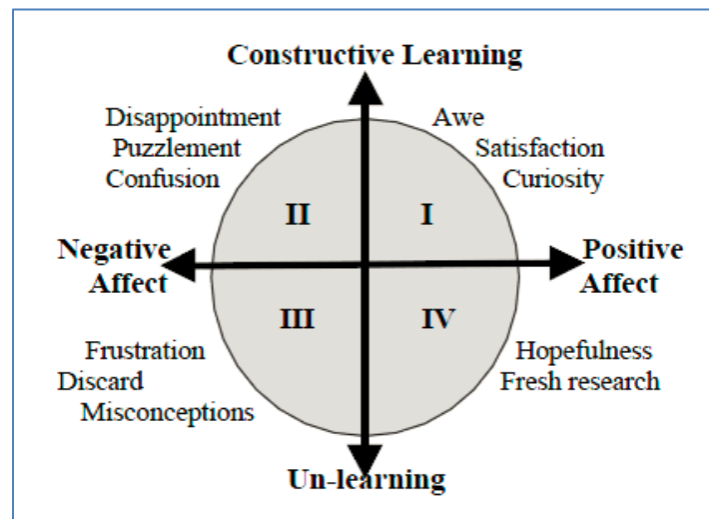 Constructive Learning
Disappointment
Puzzlement
Confusion
Awe
Satisfaction
Curiosity
II
I
Negative
Affect
Positive
Affect
III
IV
Frustration
Discard
Misconceptions
Hopefulness
Fresh research
Un-learning